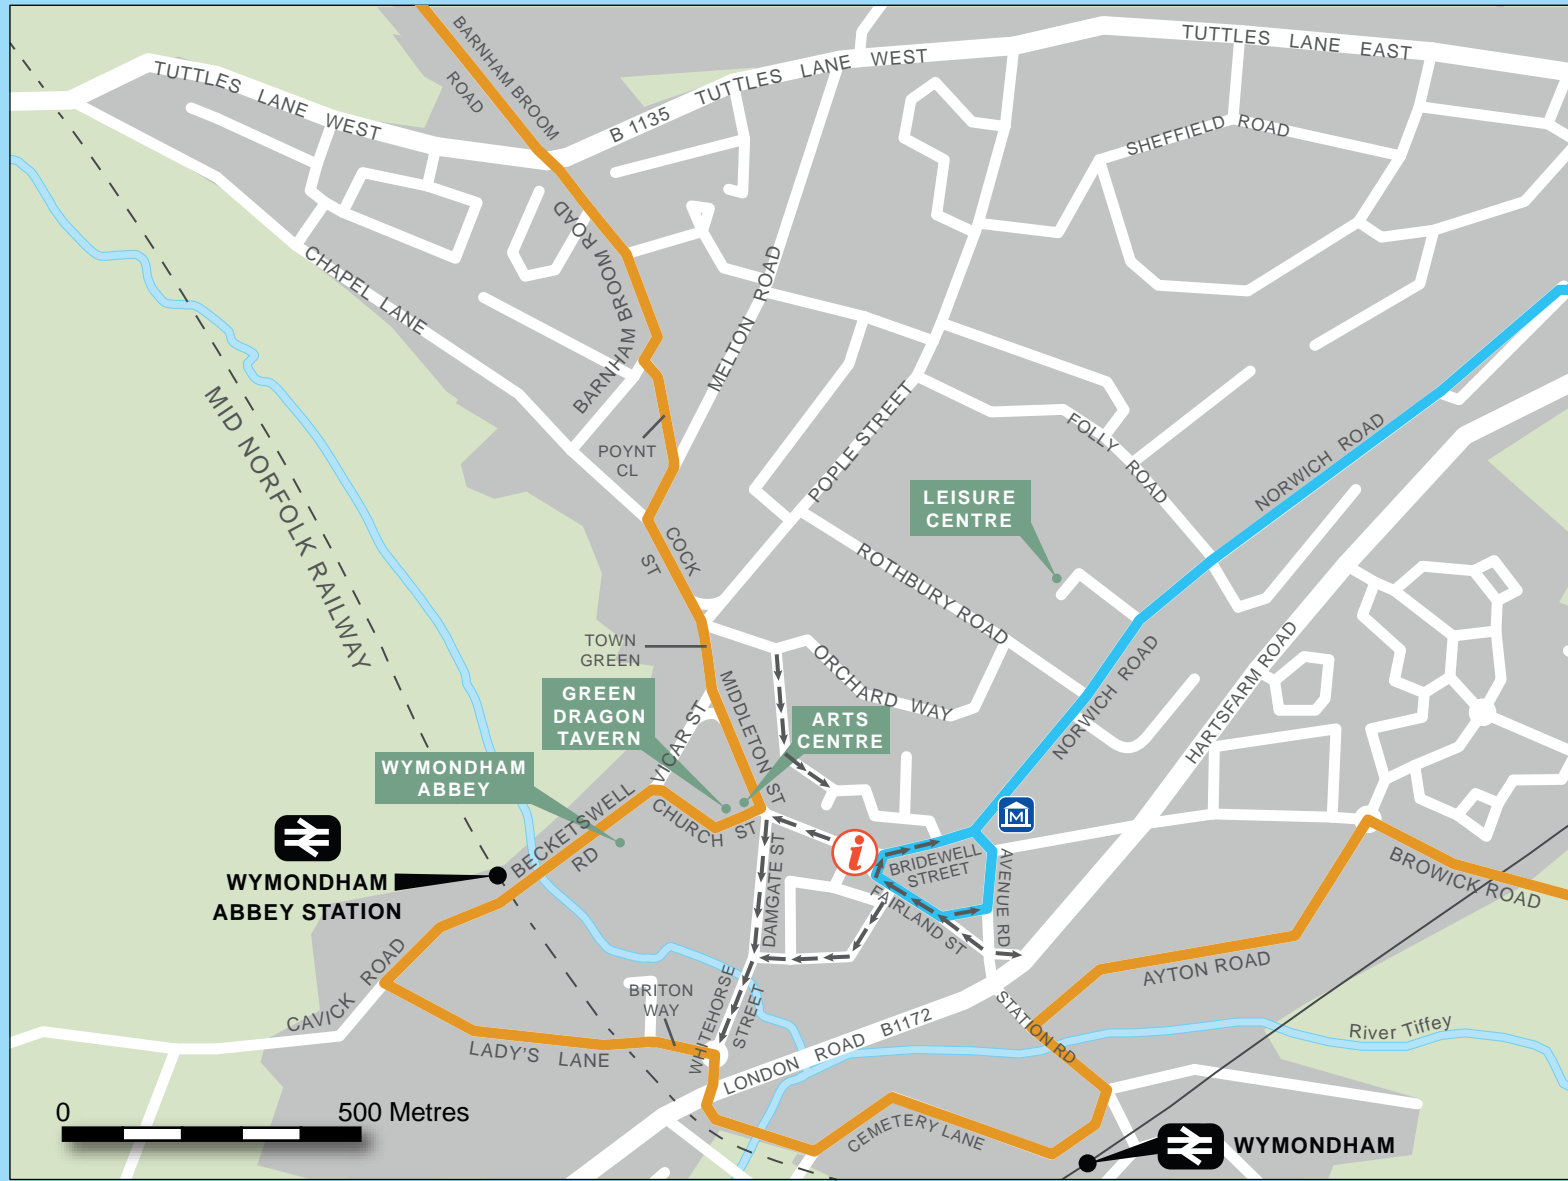 BARNHAM BROOM
ROAD
TUTTLES LANE EAST
TUTTLES LANE WEST
B 1135
TUTTLES LANE WEST
SHEFFIELD ROAD
BARNHAM BROOM ROAD
CHAPEL LANE
MELTON ROAD
BARNHAM BROOM ROAD
MID NORFOLK RAILWAY
POYNT
CL
POPLE STREET
FOLLY ROAD
NORWICH ROAD
LEISURE
CENTRE
COCK
ST
ROTHBURY ROAD
TOWN
GREEN
ORCHARD WAY
NORWICH ROAD
HARTSFARM ROAD
GREEN
DRAGON
TAVERN
VICAR ST
MIDDLETON ST
ARTS
CENTRE
WYMONDHAM
ABBEY
CHURCH ST
BECKETSWELL
RD
M
i
BRIDEWELL
STREET
WYMONDHAM
ABBEY STATION
DAMGATE ST
FAIRLAND ST
AVENUE RD
BROWICK ROAD
AYTON ROAD
CAVICK ROAD
BRITON
WAY
WHITEHORSE
STREET
STATION RD
River Tiffey
LADY'S LANE
LONDON ROAD B1172
CEMETERY LANE
0 500 Metres
WYMONDHAM